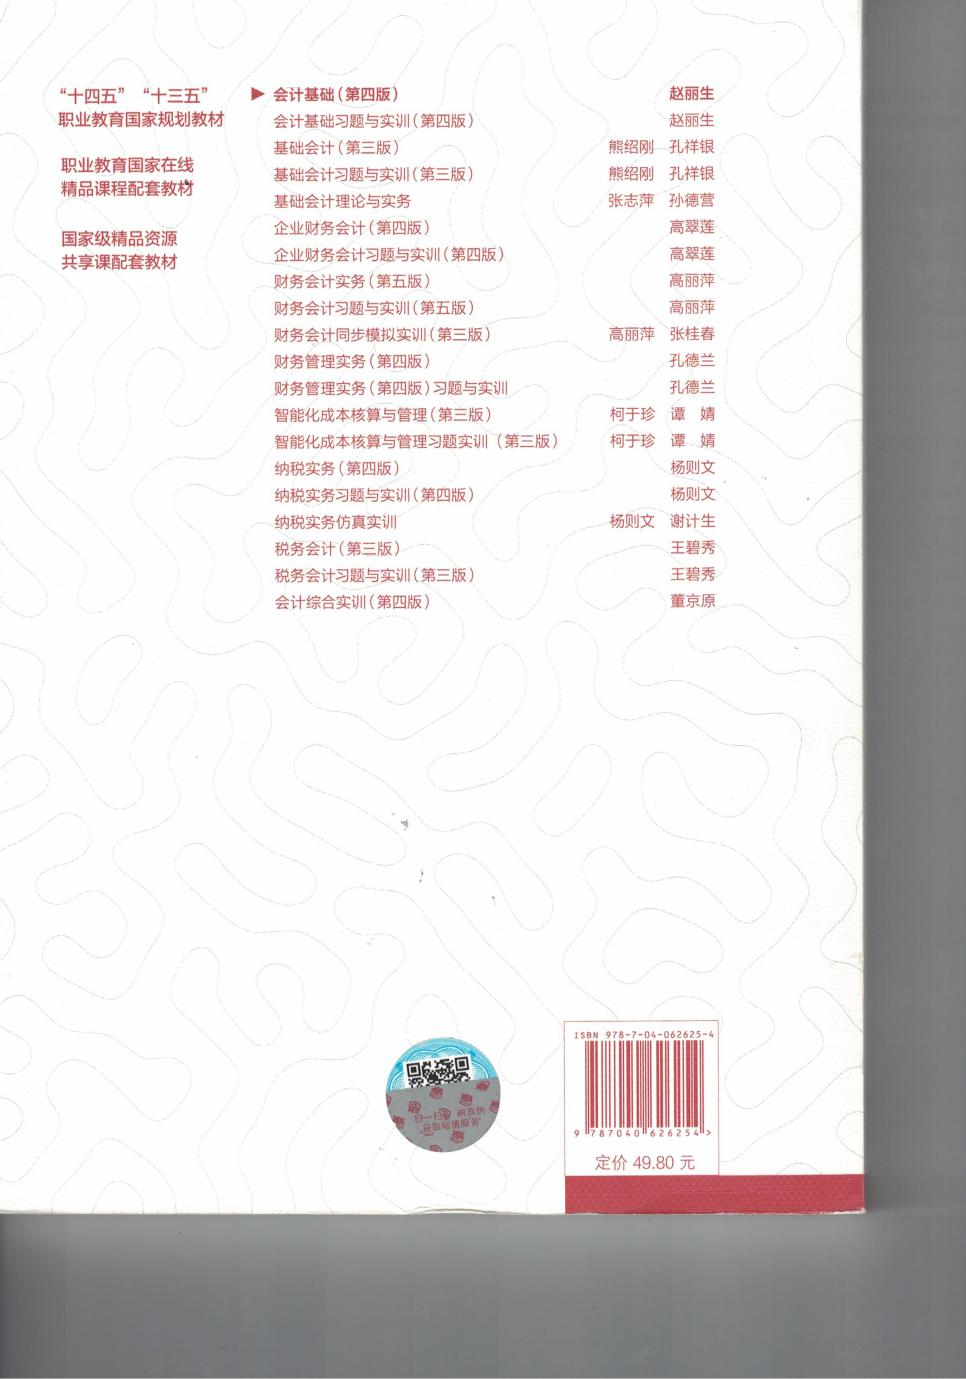 “十四五” “十三五”
职业教育国家规划教材
职业教育国家在线
精品课程配套教材
国家级精品资源
共享课配套教材
▶ 会计基础（第四版） 赵丽生
会计基础习题与实训（第四版） 赵丽生
基础会计（第三版） 熊绍刚 孔祥银
基础会计习题与实训（第三版） 熊绍刚 孔祥银
基础会计理论与实务 张志萍 孙德营
企业财务会计（第四版） 高翠莲
企业财务会计习题与实训（第四版） 高翠莲
财务会计实务（第五版） 高丽萍
财务会计习题与实训（第五版） 高丽萍
财务会计同步模拟实训（第三版） 高丽萍 张桂春
财务管理实务（第四版） 孔德兰
财务管理实务（第四版）习题与实训 孔德兰
智能化成本核算与管理（第三版） 柯于珍 谭 婧
智能化成本核算与管理习题实训（第三版） 柯于珍 谭 婧
纳税实务（第四版） 杨则文
纳税实务习题与实训（第四版） 杨则文
纳税实务仿真实训 杨则文 谢计生
税务会计（第三版） 王碧秀
税务会计习题与实训（第三版） 王碧秀
会计综合实训（第四版） 董京原
ISBN 978-7-04-062625-4
9 787040 626254 >
定价 49.80 元
扫一扫 辨真伪
获取增值服务